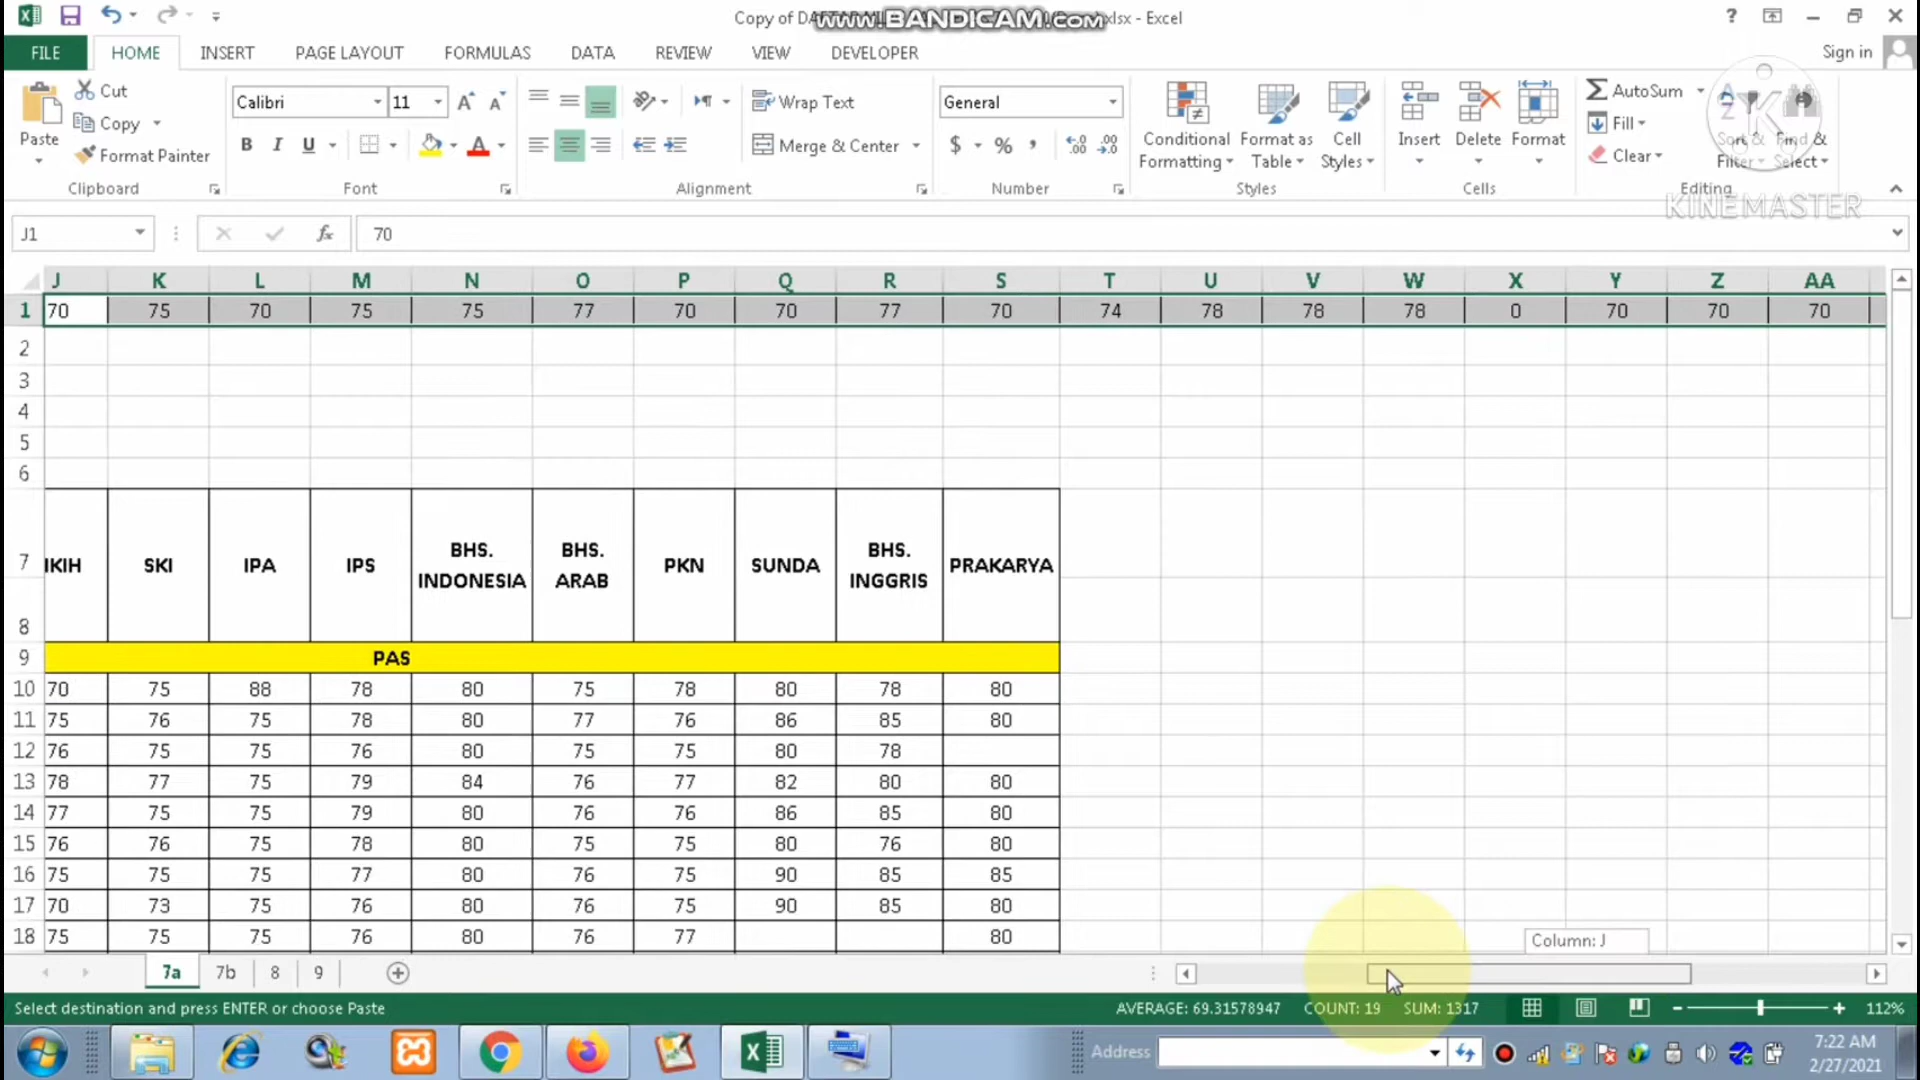 Copy of DAFTAR
.xlsx - Excel
www.BANDICAM.com
FILE HOME INSERT PAGE LAYOUT FORMULAS DATA REVIEW VIEW DEVELOPER Sign in
Paste Cut Copy Format Painter Clipboard
Calibri 11 Font
Wrap Text Merge & Center Alignment
General Number
Conditional Formatting Format as Table Cell Styles Styles
Insert Delete Format Cells
AutoSum Fill Clear Sort & Filter Find & Select Editing
KINEMASTER
J1 70
J K L M N O P Q R S T U V W X Y Z AA
1 70 75 70 75 75 77 70 70 77 70 74 78 78 78 0 70 70 70
2
3
4
5
6
7 IKIH SKI IPA IPS BHS. INDONESIA BHS. ARAB PKN SUNDA BHS. INGGRIS PRAKARYA
8
9 PAS
10 70 75 88 78 80 75 78 80 78 80
11 75 76 75 78 80 77 76 86 85 80
12 76 75 75 76 80 75 75 80 78
13 78 77 75 79 84 76 77 82 80 80
14 77 75 75 79 80 76 76 86 85 80
15 76 76 75 78 80 76 75 80 76 80
16 75 75 75 77 80 76 75 90 85 85
17 70 73 75 76 80 76 75 90 85 80
18 75 75 75 76 80 76 77 80
Column: J
7a 7b 8 9
Select destination and press ENTER or choose Paste AVERAGE: 69.31578947 COUNT: 19 SUM: 1317 112%
Address
7:22 AM
2/27/2021